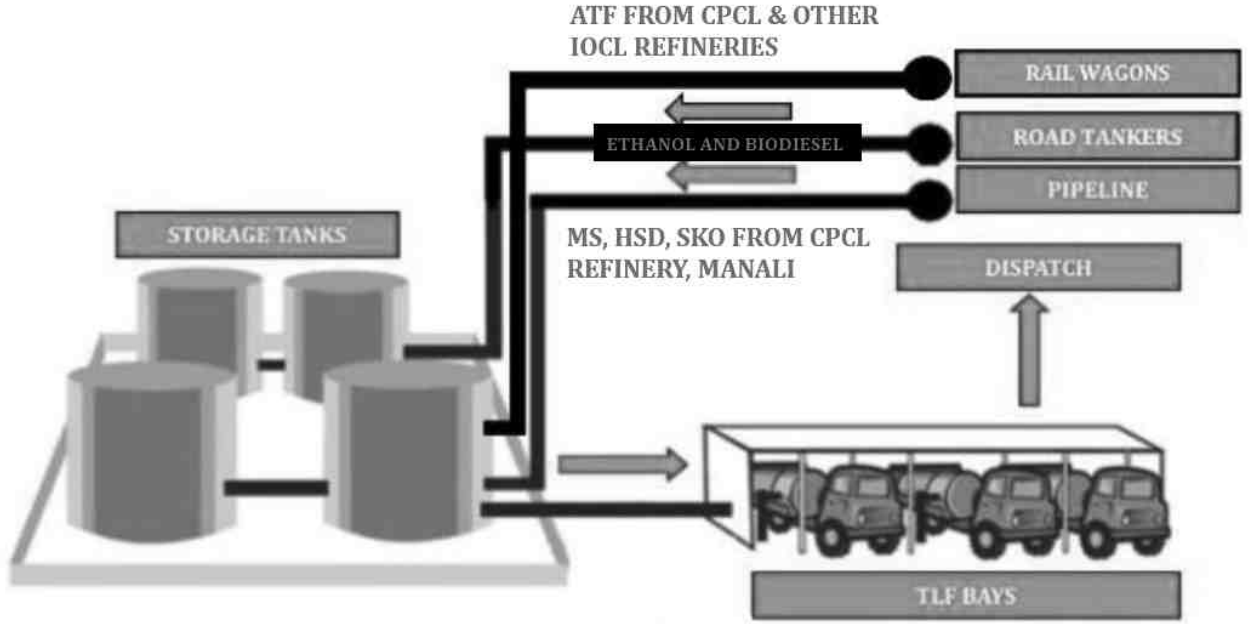 ATF FROM CPCL & OTHER
IOCL REFINERIES
RAIL WAGONS
ETHANOL AND BIODIESEL
ROAD TANKERS
PIPELINE
STORAGE TANKS
MS, HSD, SKO FROM CPCL
REFINERY, MANALI
DISPATCH
TLF BAYS